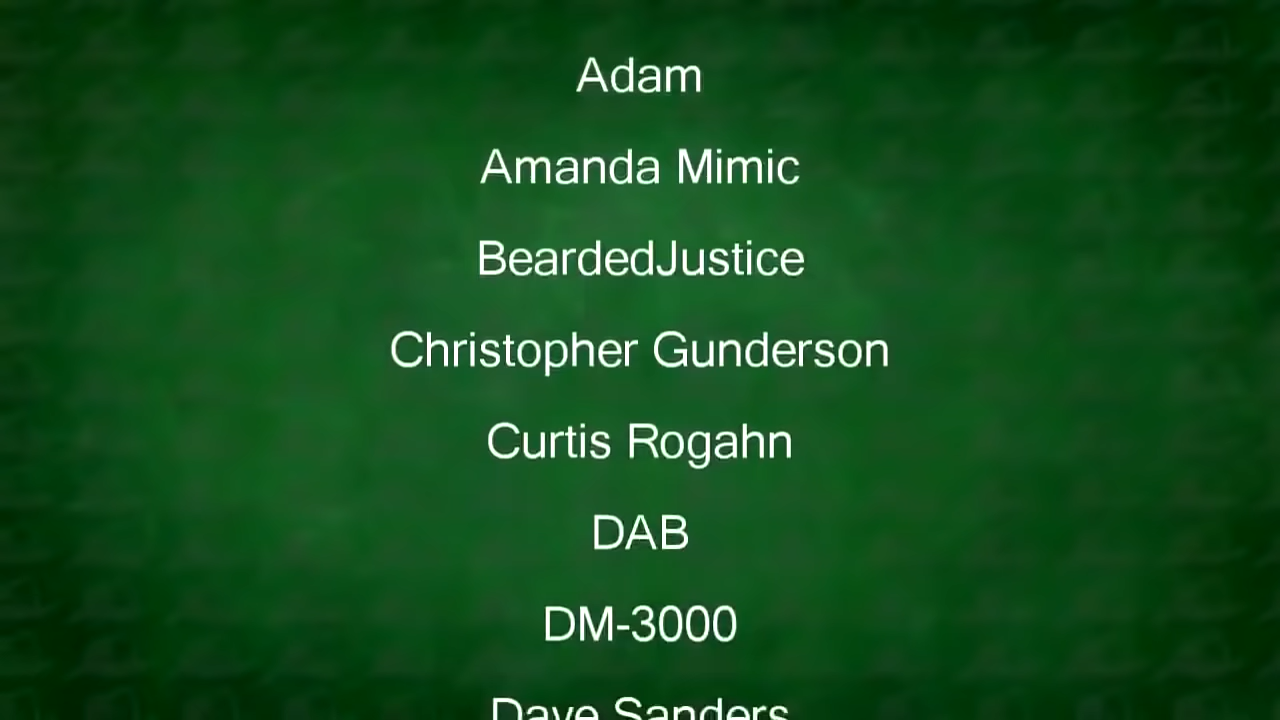 Adam
Amanda Mimic
BeardedJustice
Christopher Gunderson
Curtis Rogahn
DAB
DM-3000
Dave Sanders